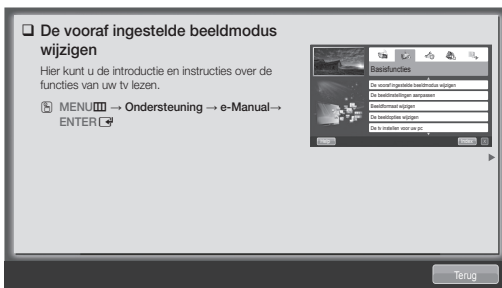 De vooraf ingestelde beeldmodus
wijzigen
Hier kunt u de introductie en instructies over de
functies van uw tv lezen.
MENU → Ondersteuning → e-Manual→
ENTER
Basisfuncties
De vooraf ingestelde beeldmodus wijzigen
De beeldinstellingen aanpassen
Beeldformaat wijzigen
De beeldopties wijzigen
De tv instellen voor uw pc
Index
Terug